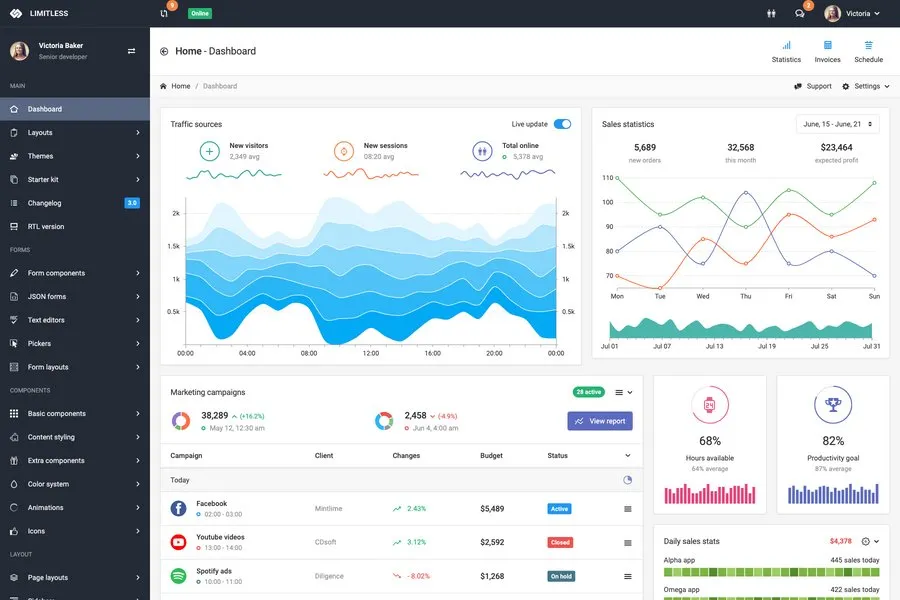 LIMITLESS
9
Online
2
Victoria
Victoria Baker
Senior developer
MAIN
Dashboard
Layouts
Themes
Starter kit
Changelog 3.0
RTL version
FORMS
Form components
JSON forms
Text editors
Pickers
Form layouts
COMPONENTS
Basic components
Content styling
Extra components
Color system
Animations
Icons
LAYOUT
Page layouts
Home - Dashboard
Statistics Invoices Schedule
Home / Dashboard
Support Settings
Traffic sources
Live update
New visitors
2,349 avg
New sessions
08:20 avg
Total online
5,378 avg
2k 2k
1.5k 1.5k
1k 1k
0.5k 0.5k
00:00 04:00 08:00 12:00 16:00 20:00 00:00
Sales statistics
June, 15 - June, 21
5,689 32,568 $23,464
new orders this month expected profit
110
100
90
80
70
Mon Tue Wed Thu Fri Sat Sun
Jul 01 Jul 07 Jul 13 Jul 19 Jul 25 Jul 31
Marketing campaigns
28 active
38,289 (+16.2%)
May 12, 12:30 am
2,458 (-4.9%)
Jun 4, 4:00 am
View report
Campaign Client Changes Budget Status
Today
Facebook
02:00 - 03:00
Mintlime 2.43% $5,489 Active
Youtube videos
13:00 - 14:00
CDsoft 3.12% $2,592 Closed
Spotify ads
10:00 - 11:00
Diligence - 8.02% $1,268 On hold
24
68%
Hours available
64% average
82%
Productivity goal
87% average
Daily sales stats
$4,378
Alpha app 445 sales today
Omega app 422 sales today